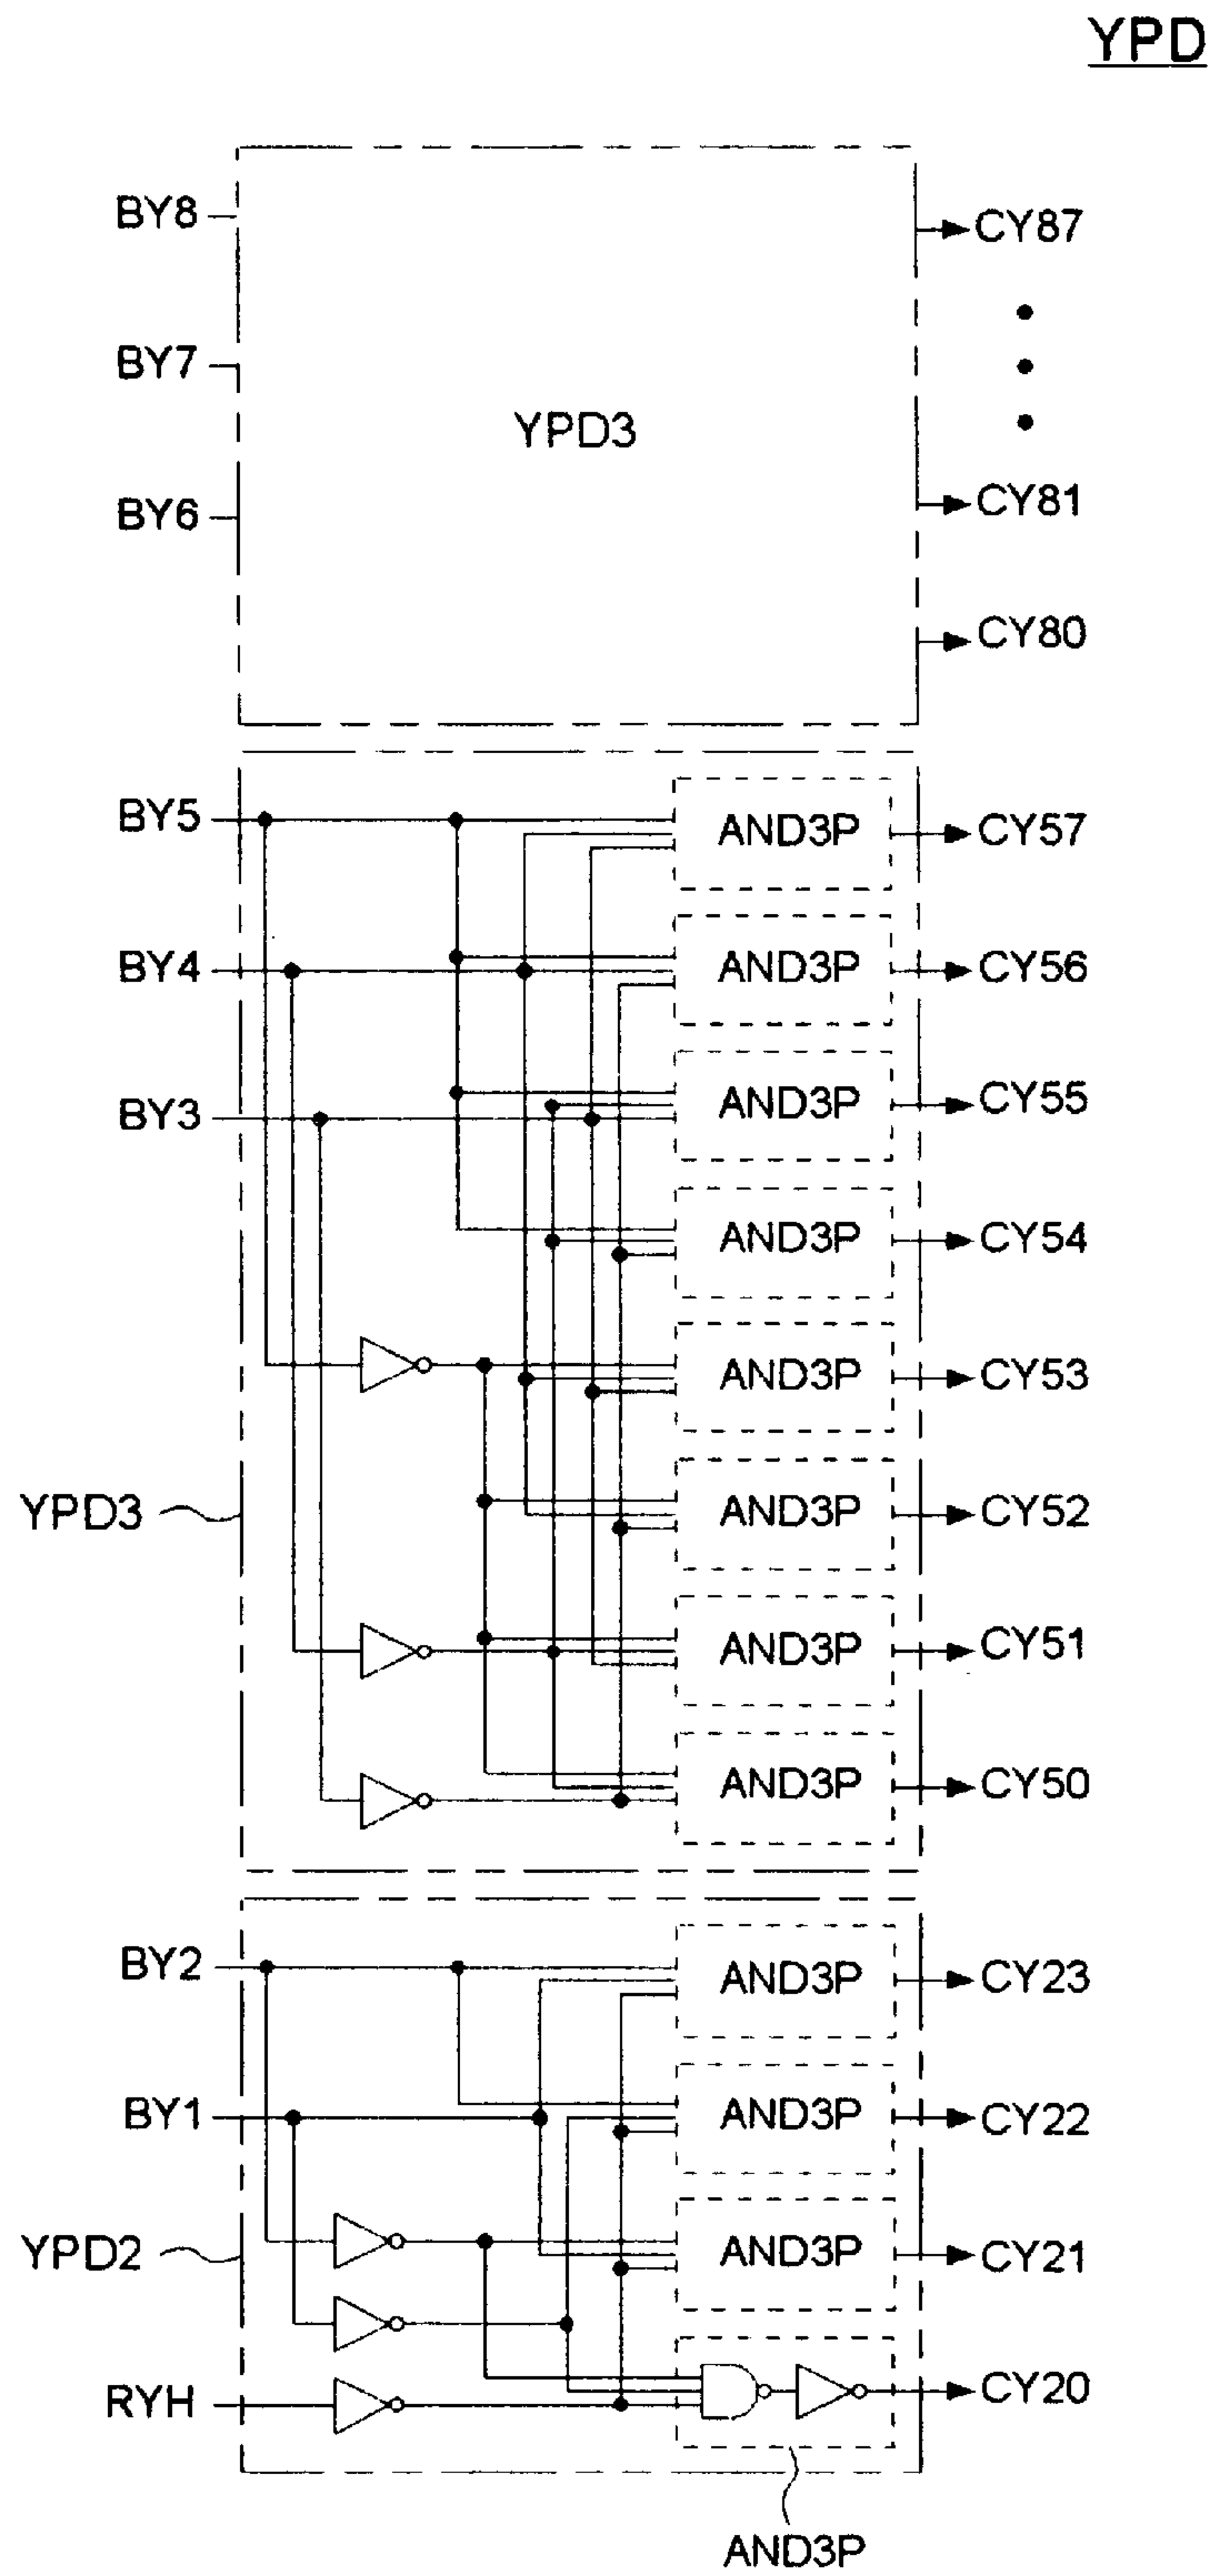 YPD
BY8
CY87
BY7
YPD3
BY6
CY81
CY80
BY5
AND3P
CY57
BY4
AND3P
CY56
BY3
AND3P
CY55
AND3P
CY54
AND3P
CY53
YPD3
AND3P
CY52
AND3P
CY51
AND3P
CY50
BY2
AND3P
CY23
BY1
AND3P
CY22
YPD2
AND3P
CY21
RYH
CY20
AND3P